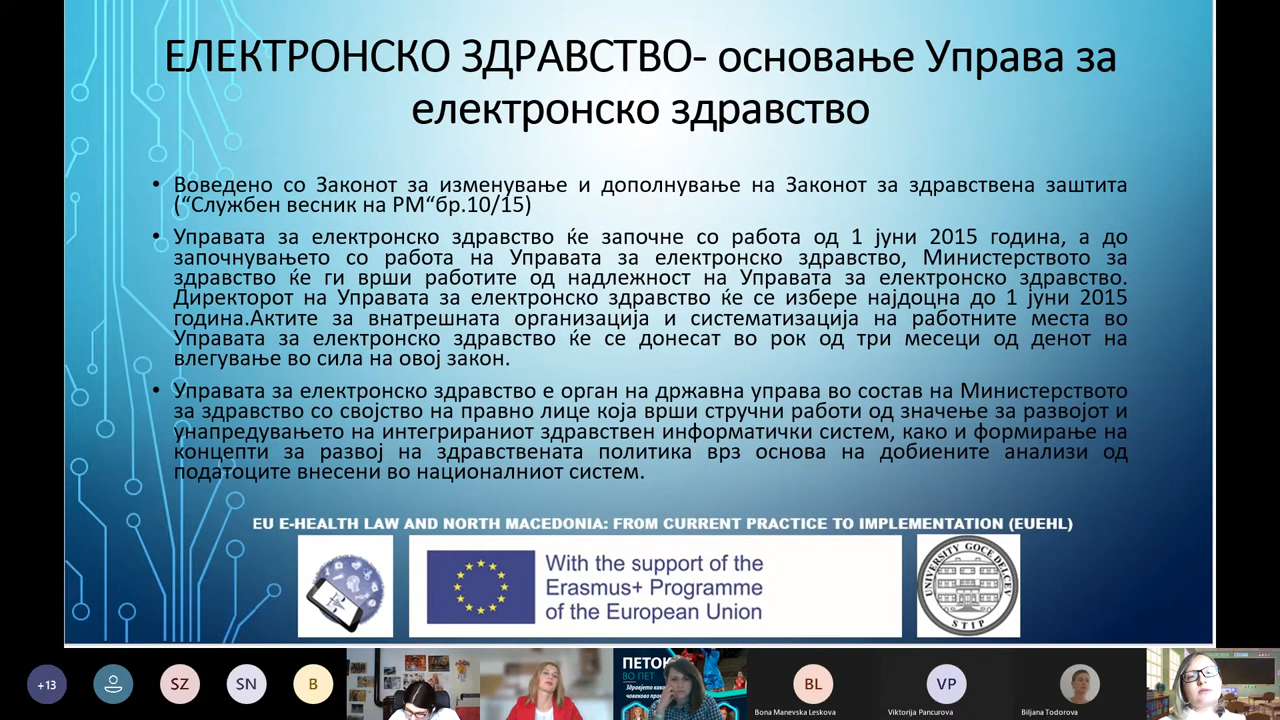 ЕЛЕКТРОНСКО ЗДРАВСТВО- основање Управа за
електронско здравство
• Воведено со Законот за изменување и дополнување на Законот за здравствена заштита
(“Службен весник на РМ“бр.10/15)
• Управата за електронско здравство ќе започне со работа од 1 јуни 2015 година, а до
започнувањето со работа на Управата за електронско здравство, Министерството за
здравство ќе ги врши работите од надлежност на Управата за електронско здравство.
Директорот на Управата за електронско здравство ќе се избере најдоцна до 1 јуни 2015
година.Актите за внатрешната организација и систематизација на работните места во
Управата за електронско здравство ќе се донесат во рок од три месеци од денот на
влегување во сила на овој закон.
• Управата за електронско здравство е орган на државна управа во состав на Министерството
за здравство со својство на правно лице која врши стручни работи од значење за развојот и
унапредувањето на интегрираниот здравствен информатички систем, како и формирање на
концепти за развој на здравствената политика врз основа на добиените анализи од
податоците внесени во националниот систем.
EU E-HEALTH LAW AND NORTH MACEDONIA: FROM CURRENT PRACTICE TO IMPLEMENTATION (EUEHL)
With the support of the
Erasmus+ Programme
of the European Union
UNIVERSITY GOCE DELCEV
STIP
+13
SZ
SN
B
ПЕТОК
ВО ПЕТ
BL
Bona Manevska Leskova
VP
Viktorija Pancurova
Biljana Todorova